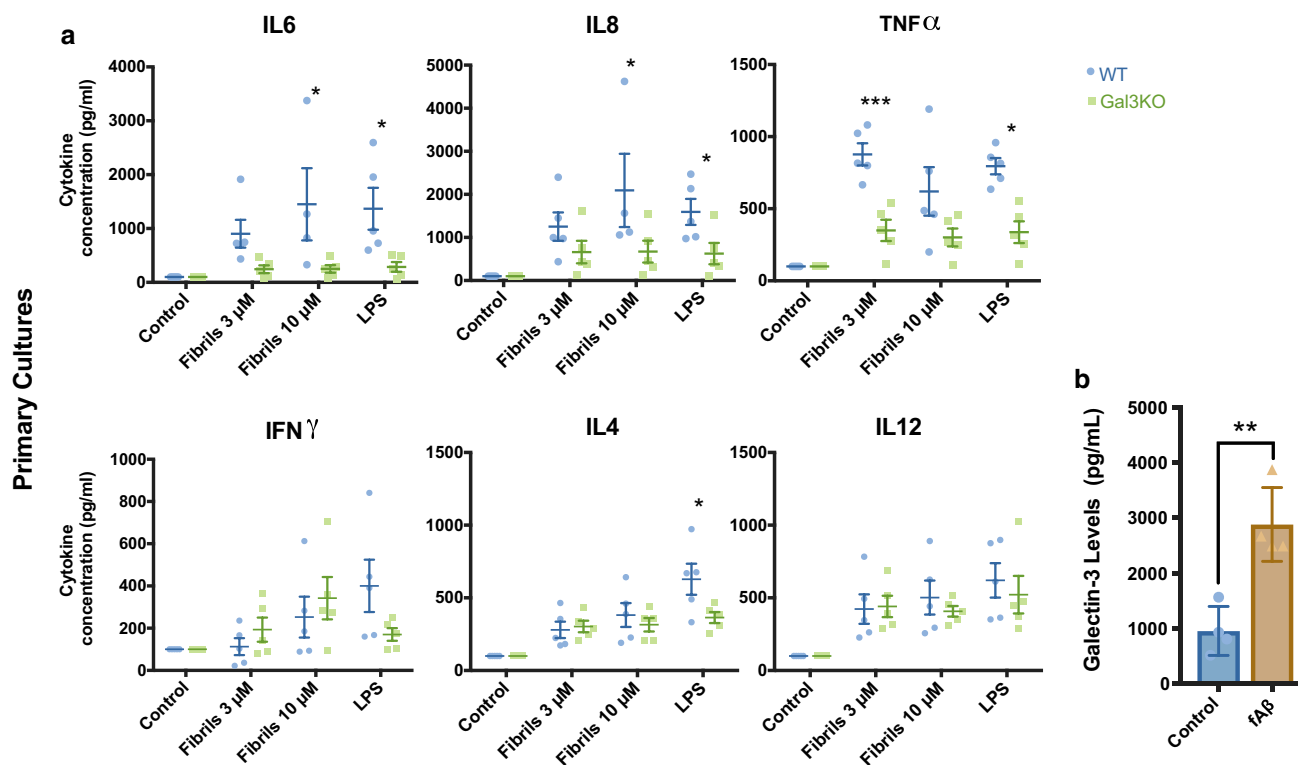 a
IL6
IL8
TNFα
WT
Gal3KO
Primary Cultures
Cytokine
concentration (pg/ml)
4000
3000
2000
1000
0
*
*
Control
Fibrils 3 µM
Fibrils 10 µM
LPS
5000
4000
3000
2000
1000
0
*
*
Control
Fibrils 3 µM
Fibrils 10 µM
LPS
1500
1000
500
0
***
*
Control
Fibrils 3 µM
Fibrils 10 µM
LPS
IFNγ
IL4
IL12
Cytokine
concentration (pg/ml)
1000
800
600
400
200
0
Control
Fibrils 3 µM
Fibrils 10 µM
LPS
1500
1000
500
0
*
Control
Fibrils 3 µM
Fibrils 10 µM
LPS
1500
1000
500
0
Control
Fibrils 3 µM
Fibrils 10 µM
LPS
b
Galectin-3 Levels (pg/mL)
5000
4000
3000
2000
1000
0
**
Control
fAβ